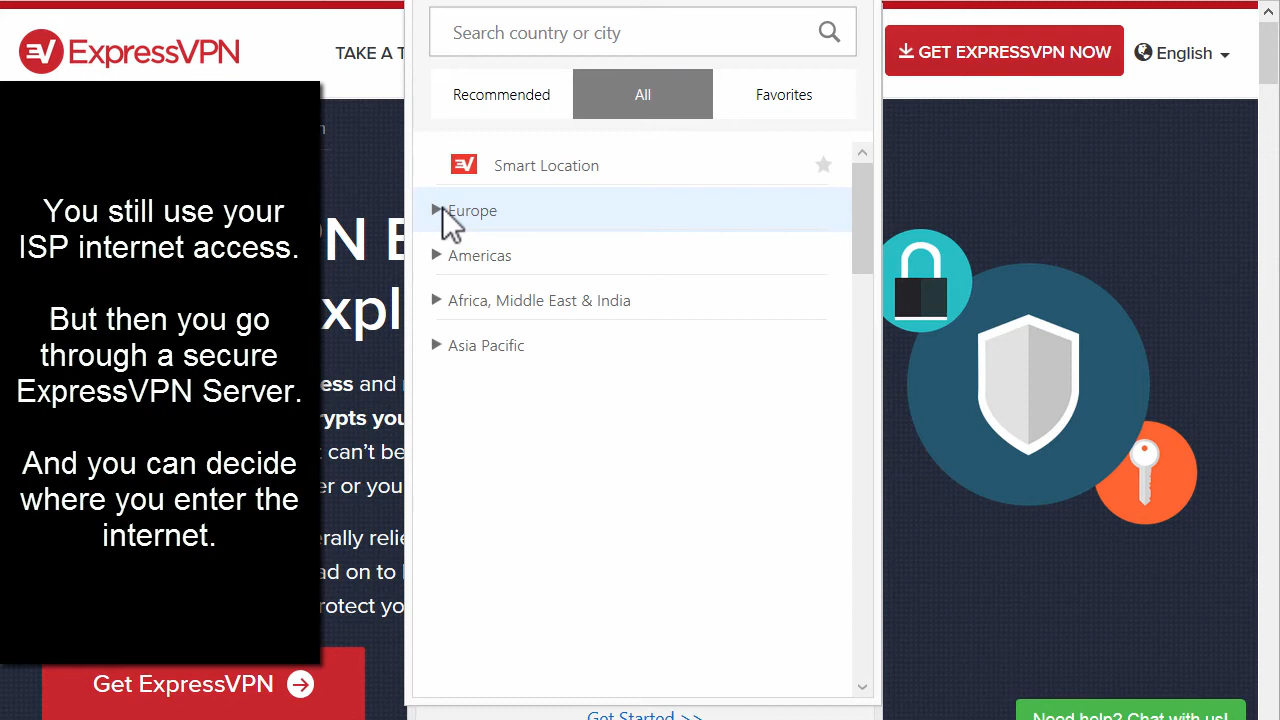 ExpressVPN
TAKE A T
GET EXPRESSVPN NOW
English
You still use your
ISP internet access.
But then you go
through a secure
ExpressVPN Server.
And you can decide
where you enter the
internet.
Search country or city
Recommended
All
Favorites
Smart Location
Europe
Americas
Africa, Middle East & India
Asia Pacific
Get Started >>
N E
xpl
ess and
rypts you
can't be
er or you
erally relie
ad on to
rotect yo
Get ExpressVPN
Need help? Chat with us!